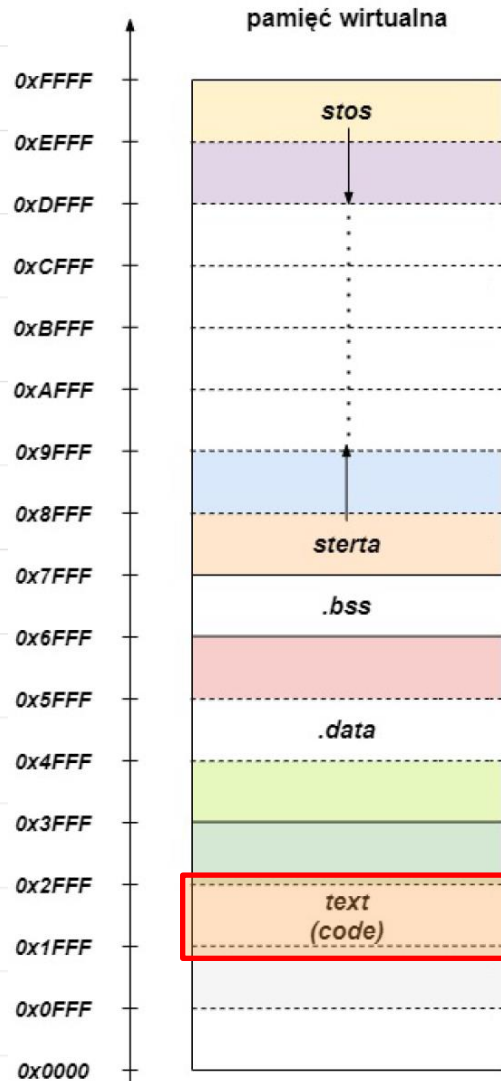 pamięć wirtualna
0xFFFF
stos
0xEFFF
0xDFFF
0xCFFF
0xBFFF
0xAFFF
0x9FFF
0x8FFF
sterta
0x7FFF
.bss
0x6FFF
0x5FFF
.data
0x4FFF
0x3FFF
0x2FFF
text
(code)
0x1FFF
0x0FFF
0x0000